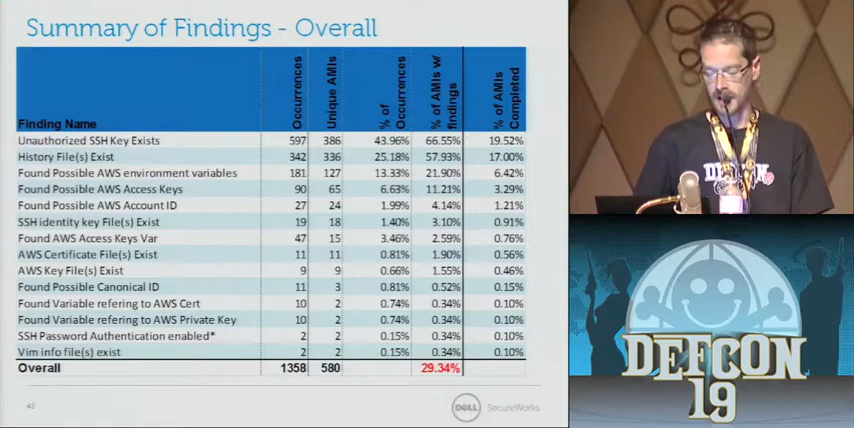 Summary of Findings - Overall
Finding Name Occurrences Unique AMIs % of Occurrences % of AMIs w/ findings % of AMIs Completed
Unauthorized SSH Key Exists 597 386 43.96% 66.55% 19.52%
History File(s) Exist 342 336 25.18% 57.93% 17.00%
Found Possible AWS environment variables 181 127 13.33% 21.90% 6.42%
Found Possible AWS Access Keys 90 65 6.63% 11.21% 3.29%
Found Possible AWS Account ID 27 24 1.99% 4.14% 1.21%
SSH identity key File(s) Exist 19 18 1.40% 3.10% 0.91%
Found AWS Access Keys Var 47 15 3.46% 2.59% 0.76%
AWS Certificate File(s) Exist 11 11 0.81% 1.90% 0.56%
AWS Key File(s) Exist 9 9 0.66% 1.55% 0.46%
Found Possible Canonical ID 11 3 0.81% 0.52% 0.15%
Found Variable refering to AWS Cert 10 2 0.74% 0.34% 0.10%
Found Variable refering to AWS Private Key 10 2 0.74% 0.34% 0.10%
SSH Password Authentication enabled* 2 2 0.15% 0.34% 0.10%
Vim info file(s) exist 2 2 0.15% 0.34% 0.10%
Overall 1358 580 29.34%
DELL SecureWorks
DEFCON
DEFCON
19